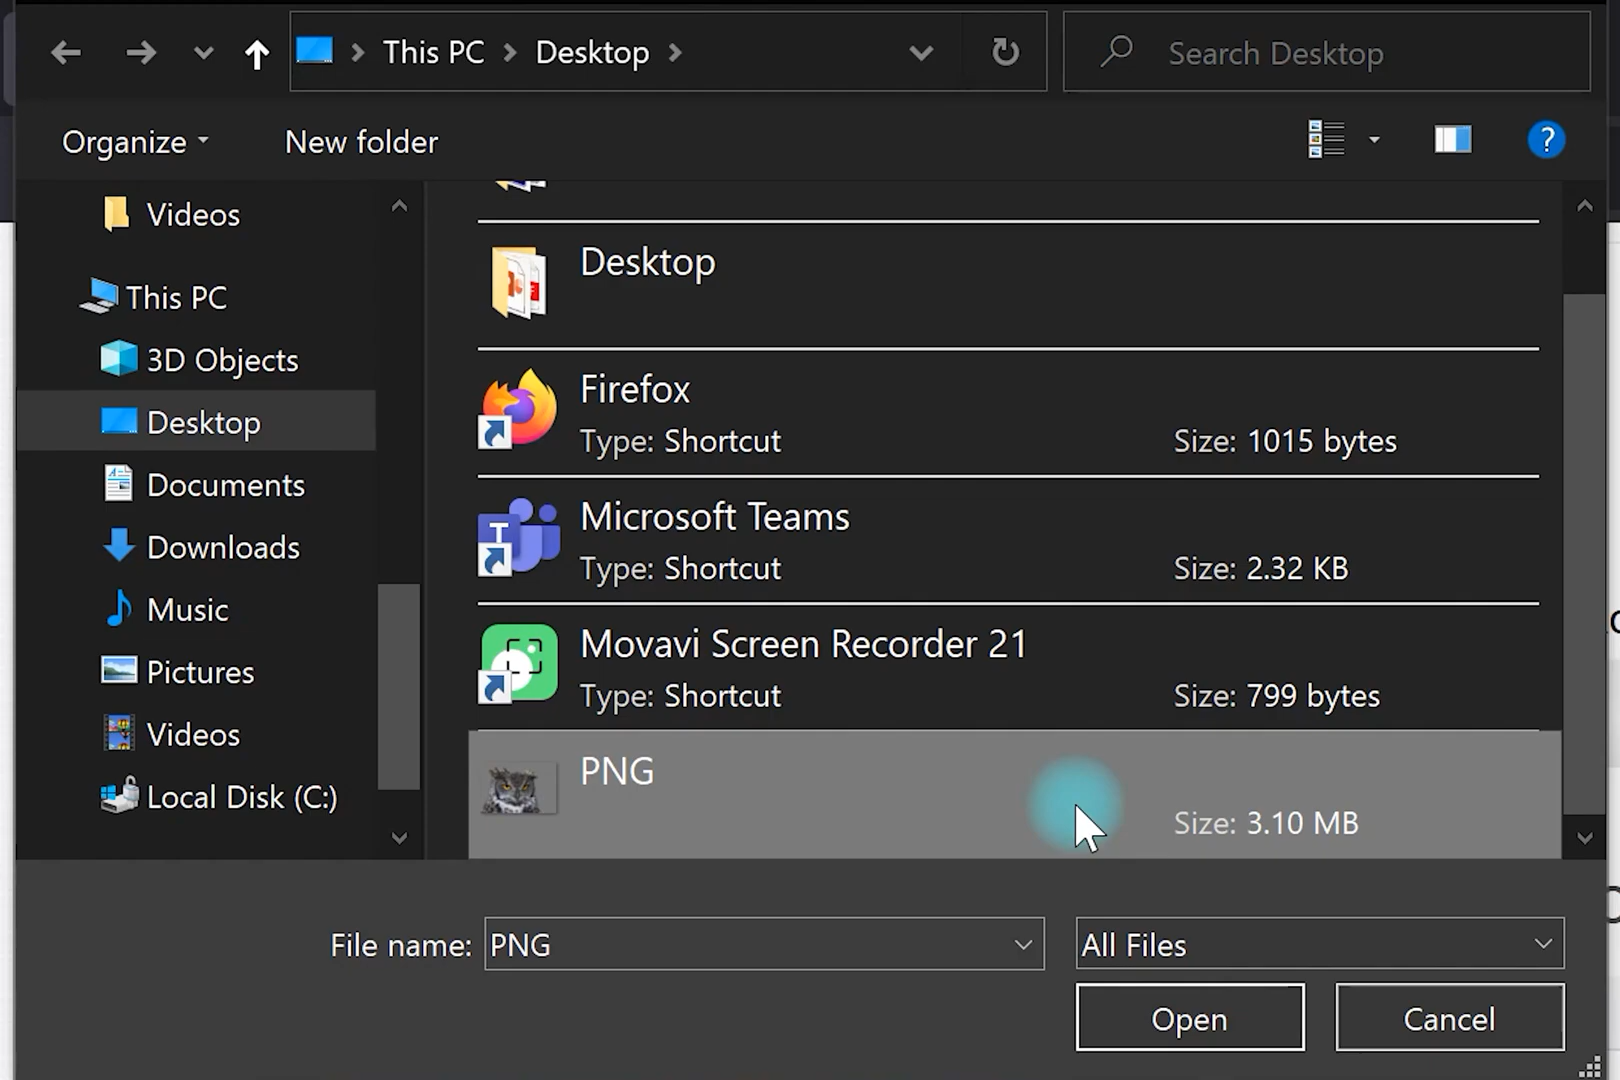 This PC
Desktop
Search Desktop
Organize
New folder
?
Videos
This PC
3D Objects
Desktop
Documents
Downloads
Music
Pictures
Videos
Local Disk (C:)
Desktop
Firefox
Type: Shortcut
Size: 1015 bytes
Microsoft Teams
T
Type: Shortcut
Size: 2.32 KB
Movavi Screen Recorder 21
Type: Shortcut
Size: 799 bytes
PNG
Size: 3.10 MB
File name:
PNG
All Files
Open
Cancel